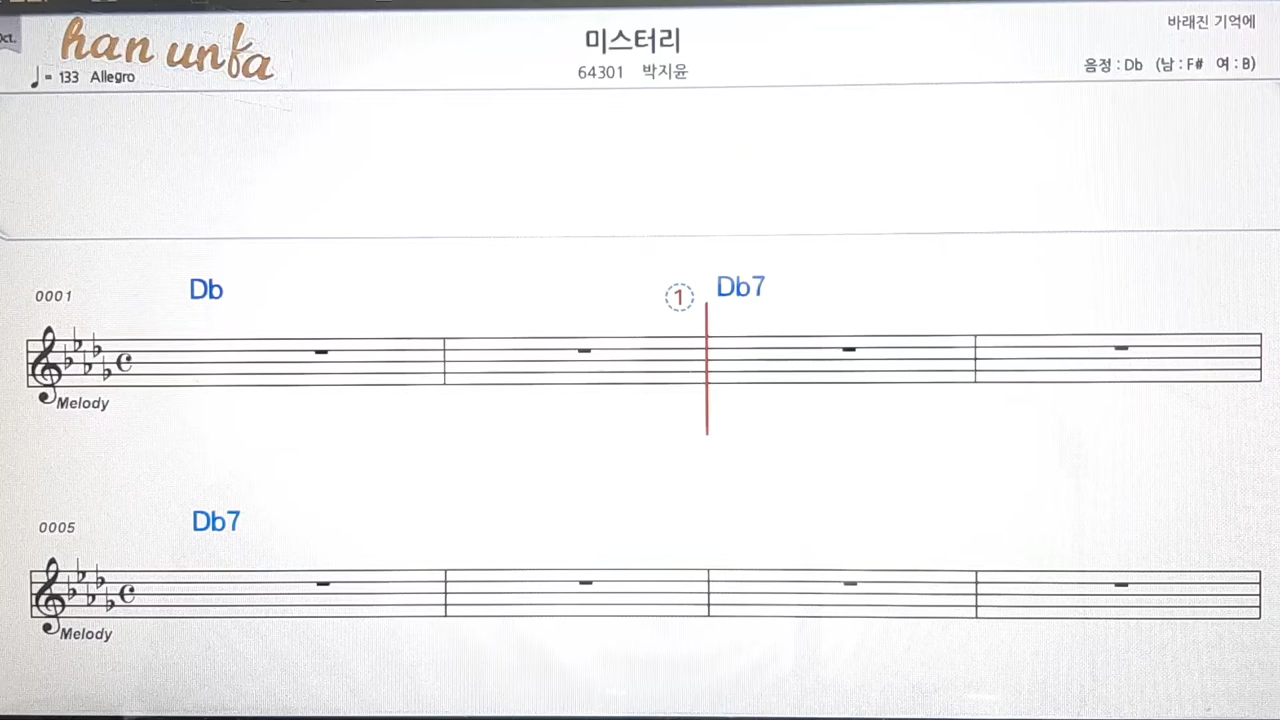 Oct.
han unfa
♩= 133 Allegro
미스터리
64301 박지윤
바래진 기억에
음정 : Db (남 : F# 여 : B)
0001
Db
1
Db7
Melody
0005
Db7
Melody